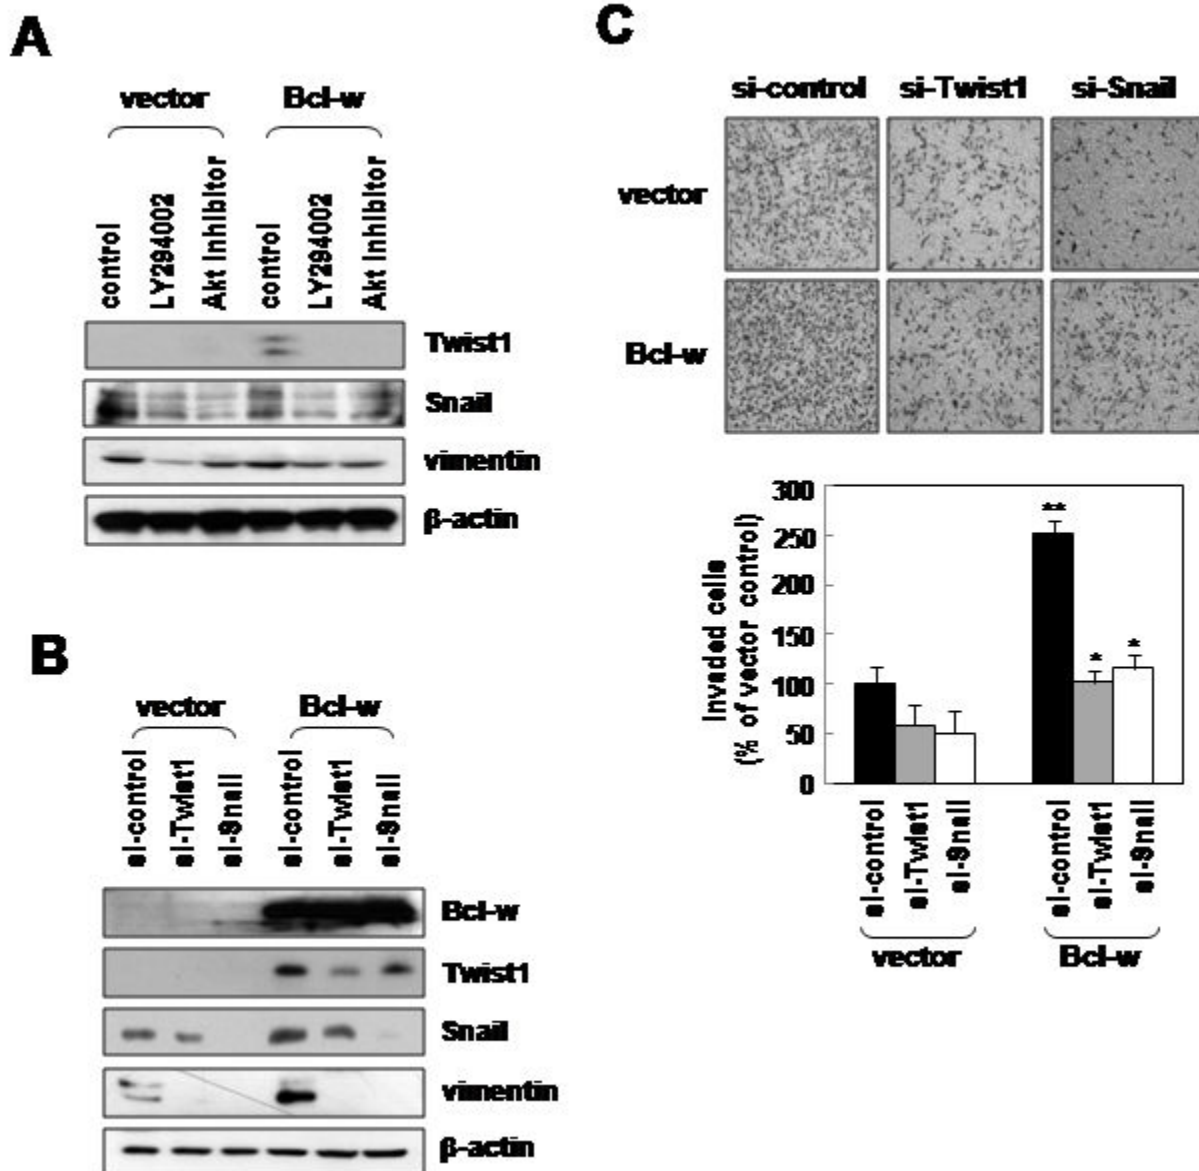 A
vector Bcl-w
control LY294002 Akt inhibitor control LY294002 Akt inhibitor
Twist1
Snail
vimentin
β-actin
B
vector Bcl-w
si-control si-Twist1 si-Snail si-control si-Twist1 si-Snail
Bcl-w
Twist1
Snail
vimentin
β-actin
C
si-control si-Twist1 si-Snail
vector
Bcl-w
Invaded cells
(% of vector control)
300
250
200
150
100
50
0
**
*
*
si-control si-Twist1 si-Snail si-control si-Twist1 si-Snail
vector Bcl-w